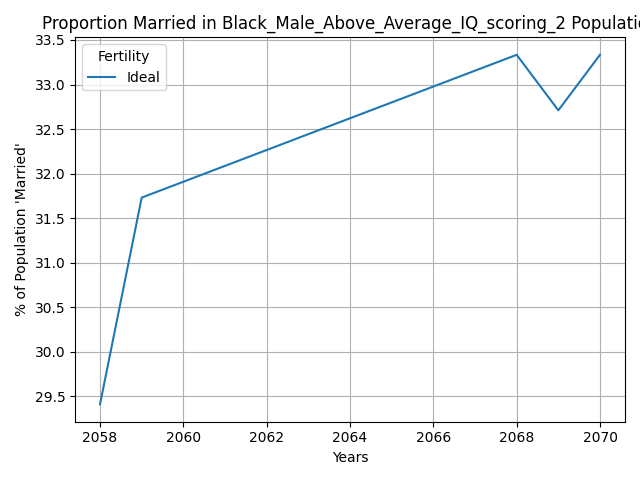 Proportion Married in Black_Male_Above_Average_IQ_scoring_2 Populatio
33.5
33.0
32.5
32.0
31.5
31.0
30.5
30.0
29.5
% of Population 'Married'
Fertility
Ideal
2058 2060 2062 2064 2066 2068 2070
Years